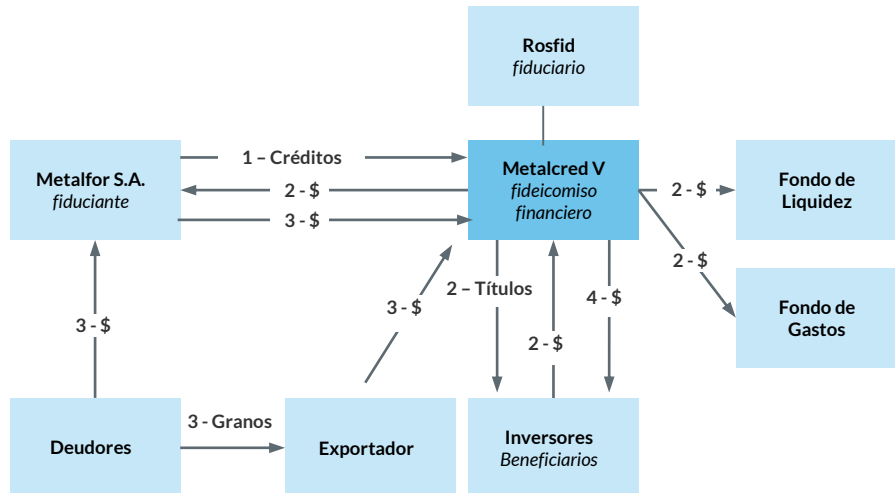 Rosfid
fiduciario
Metalfor S.A.
fiduciante
1 – Créditos
2 - $
3 - $
Metalcred V
fideicomiso
financiero
2 - $
Fondo de
Liquidez
2 - $
Fondo de
Gastos
3 - $
3 - $
2 – Títulos
2 - $
4 - $
Deudores
3 - Granos
Exportador
Inversores
Beneficiarios